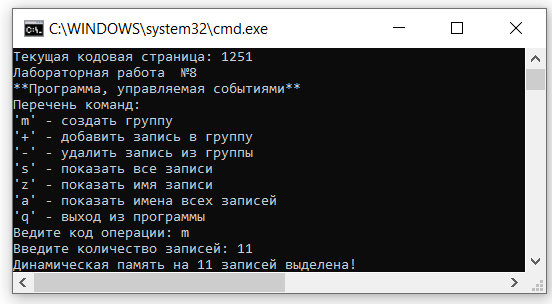 C:\WINDOWS\system32\cmd.exe
Текущая кодовая страница: 1251
Лабораторная работа  №8
**Программа, управляемая событиями**
Перечень команд:
'm' - создать группу
'+' - добавить запись в группу
'-' - удалить запись из группы
's' - показать все записи
'z' - показать имя записи
'a' - показать имена всех записей
'q' - выход из программы
Ведите код операции: m
Введите количество записей: 11
Динамическая память на 11 записей выделена!